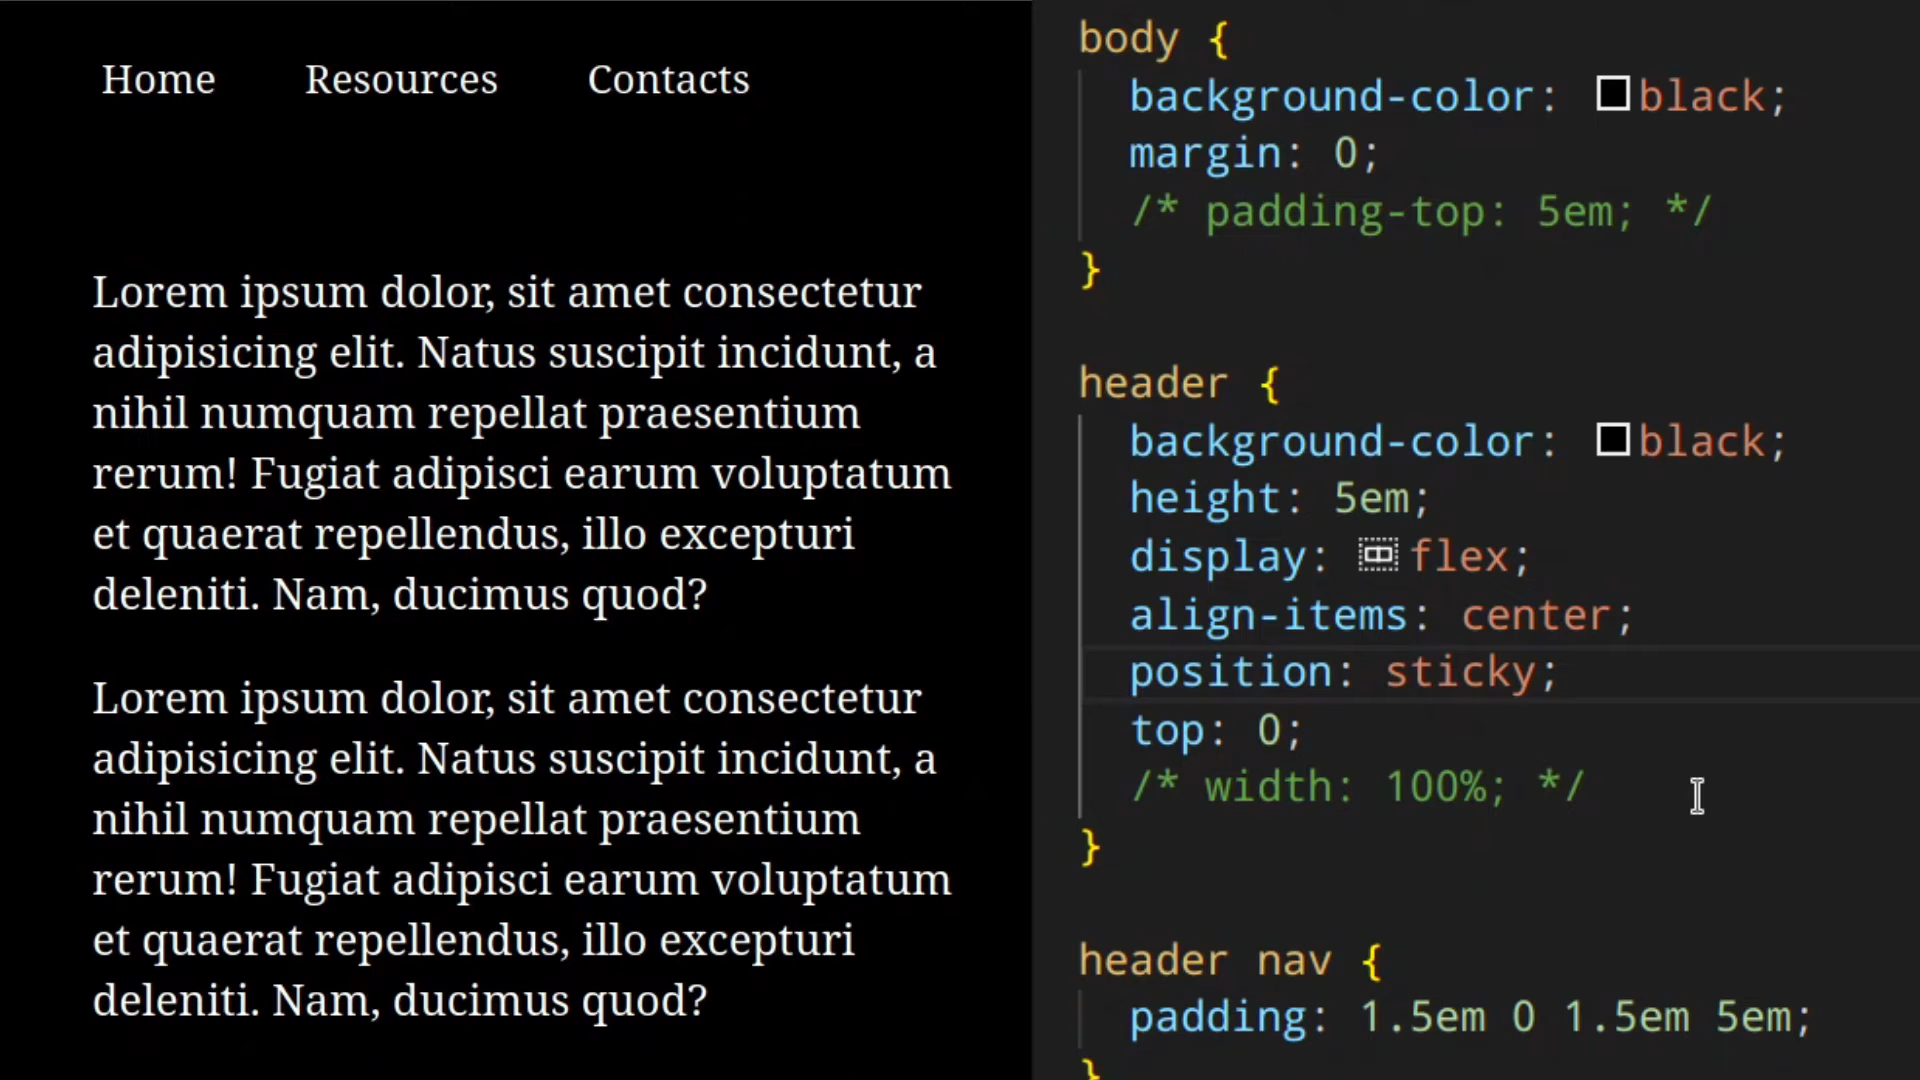 Home Resources Contacts
Lorem ipsum dolor, sit amet consectetur
adipisicing elit. Natus suscipit incidunt, a
nihil numquam repellat praesentium
rerum! Fugiat adipisci earum voluptatum
et quaerat repellendus, illo excepturi
deleniti. Nam, ducimus quod?
Lorem ipsum dolor, sit amet consectetur
adipisicing elit. Natus suscipit incidunt, a
nihil numquam repellat praesentium
rerum! Fugiat adipisci earum voluptatum
et quaerat repellendus, illo excepturi
deleniti. Nam, ducimus quod?
body {
background-color: black;
margin: 0;
/* padding-top: 5em; */
}
header {
background-color: black;
height: 5em;
display: flex;
align-items: center;
position: sticky;
top: 0;
/* width: 100%; */
}
header nav {
padding: 1.5em 0 1.5em 5em;
}